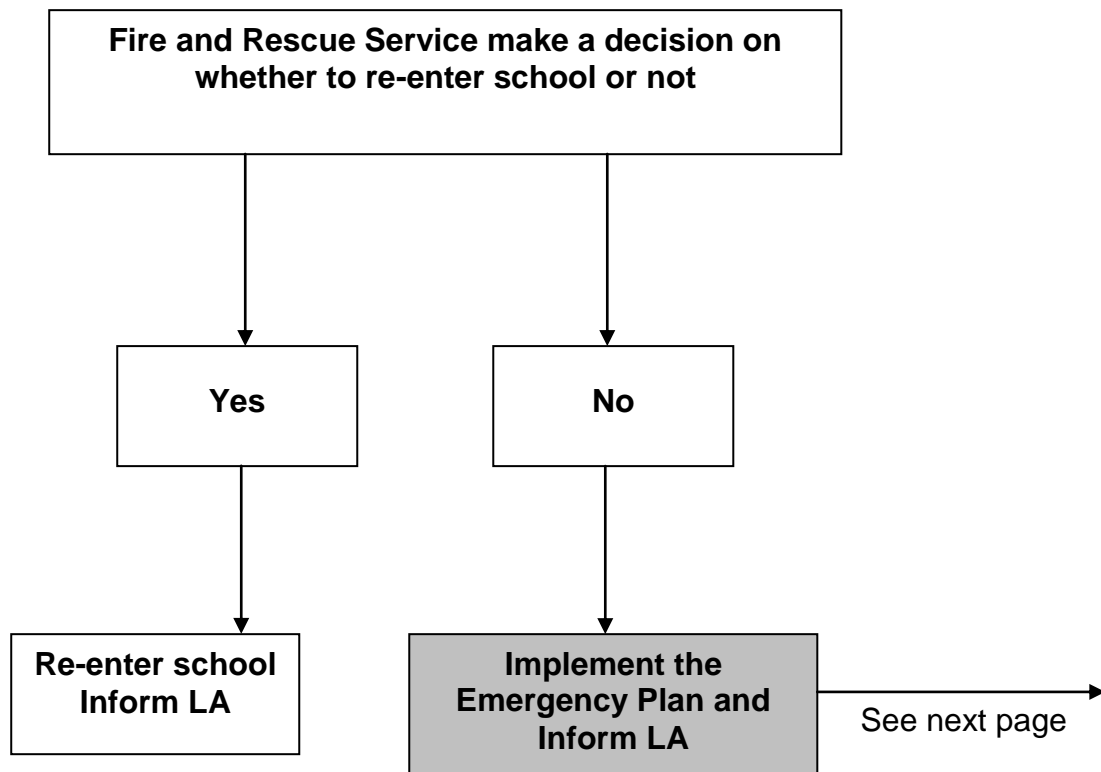 Fire and Rescue Service make a decision on
whether to re-enter school or not
Yes
No
Re-enter school
Inform LA
Implement the
Emergency Plan and
Inform LA
See next page